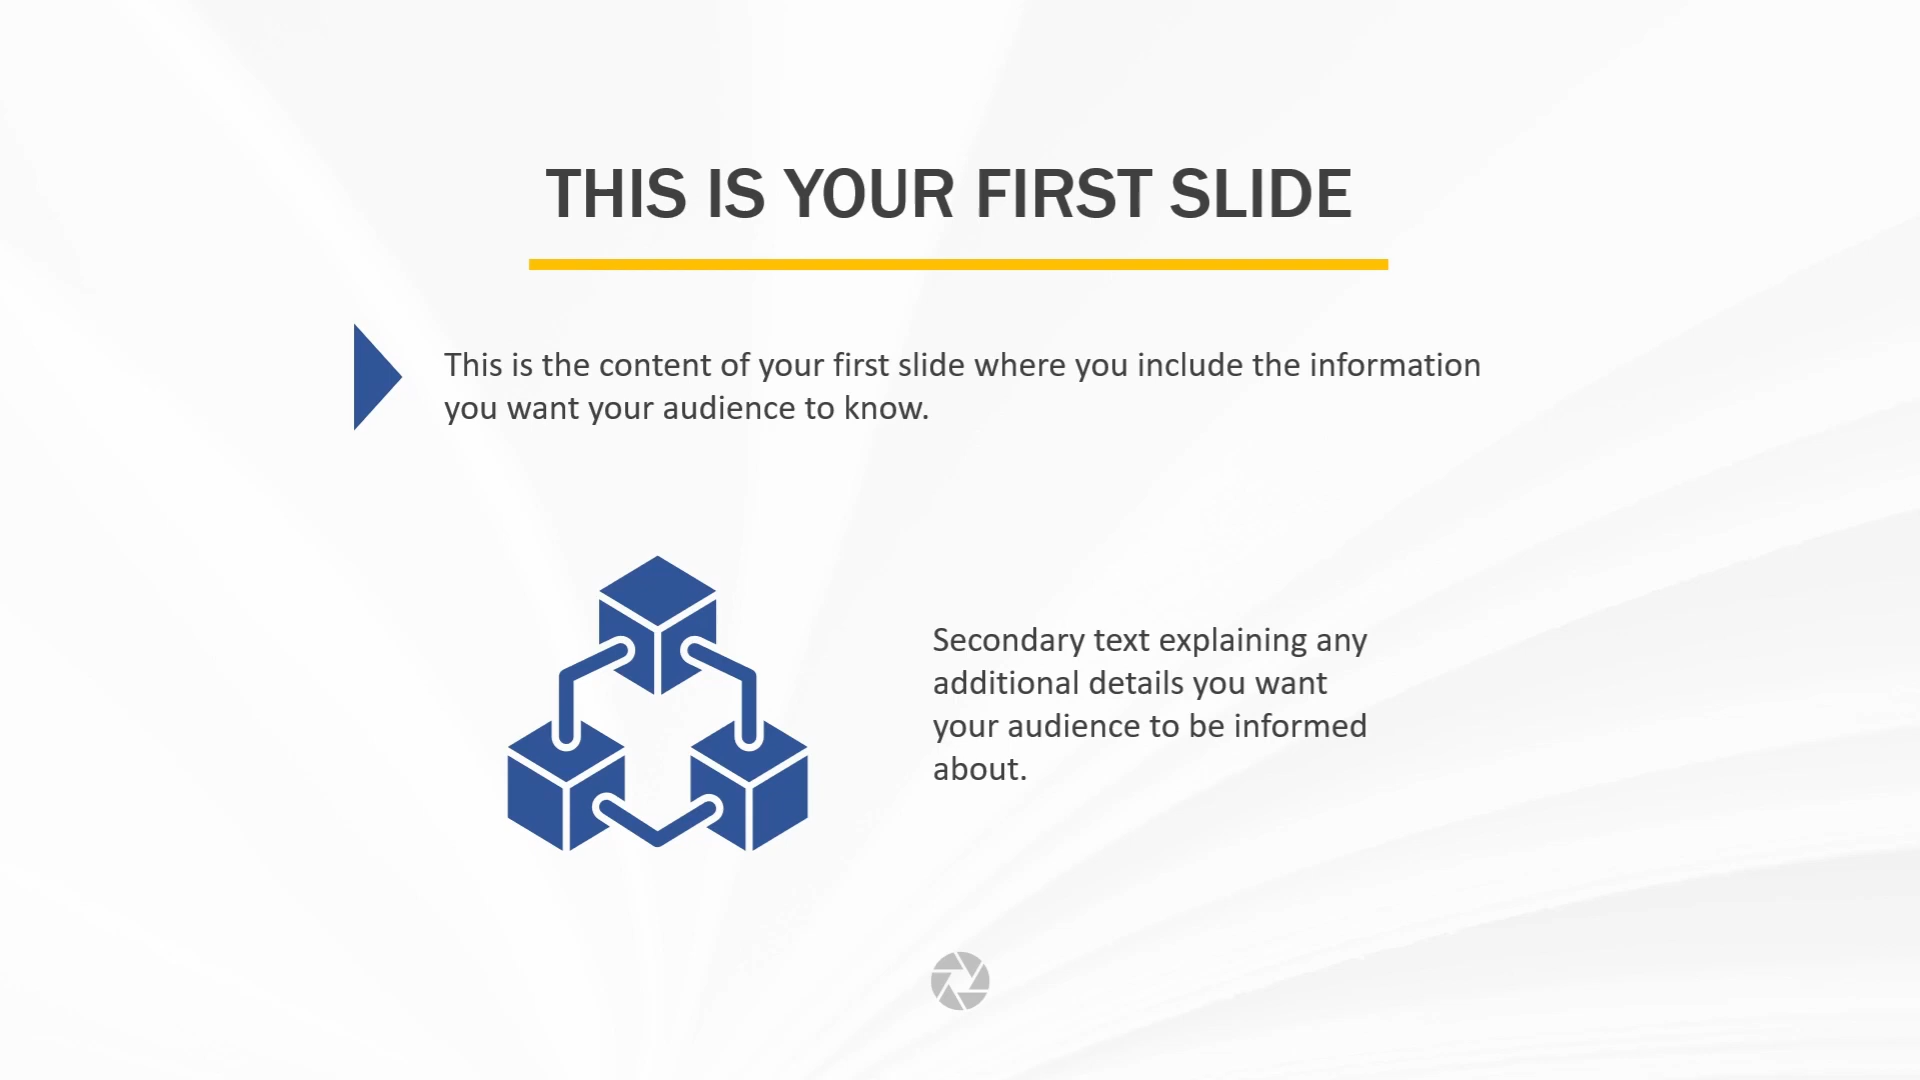 THIS IS YOUR FIRST SLIDE
This is the content of your first slide where you include the information
you want your audience to know.
Secondary text explaining any
additional details you want
your audience to be informed
about.